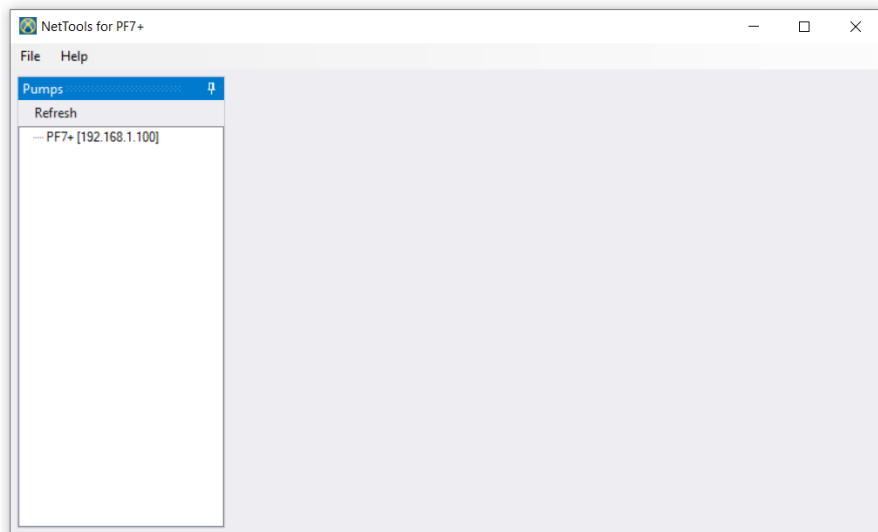 NetTools for PF7+
File Help
Pumps
Refresh
PF7+ [192.168.1.100]